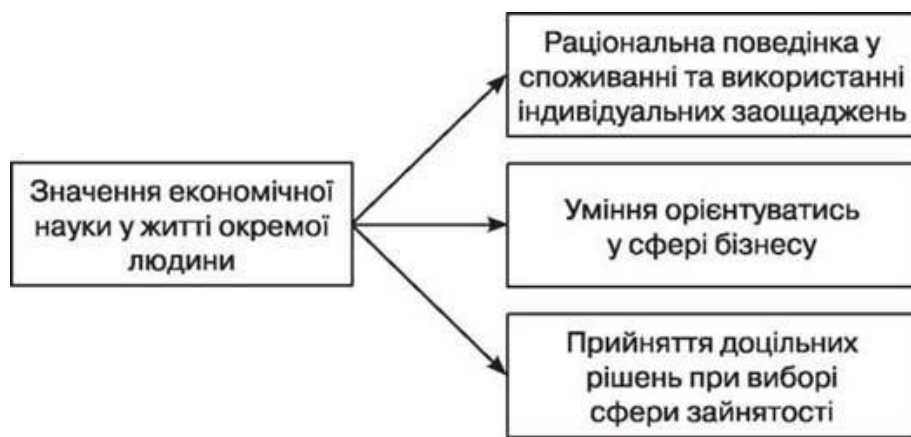 Значення економічної
науки у житті окремої
людини
Раціональна поведінка у
споживанні та використанні
індивідуальних заощаджень
Уміння орієнтуватись
у сфері бізнесу
Прийняття доцільних
рішень при виборі
сфери зайнятості